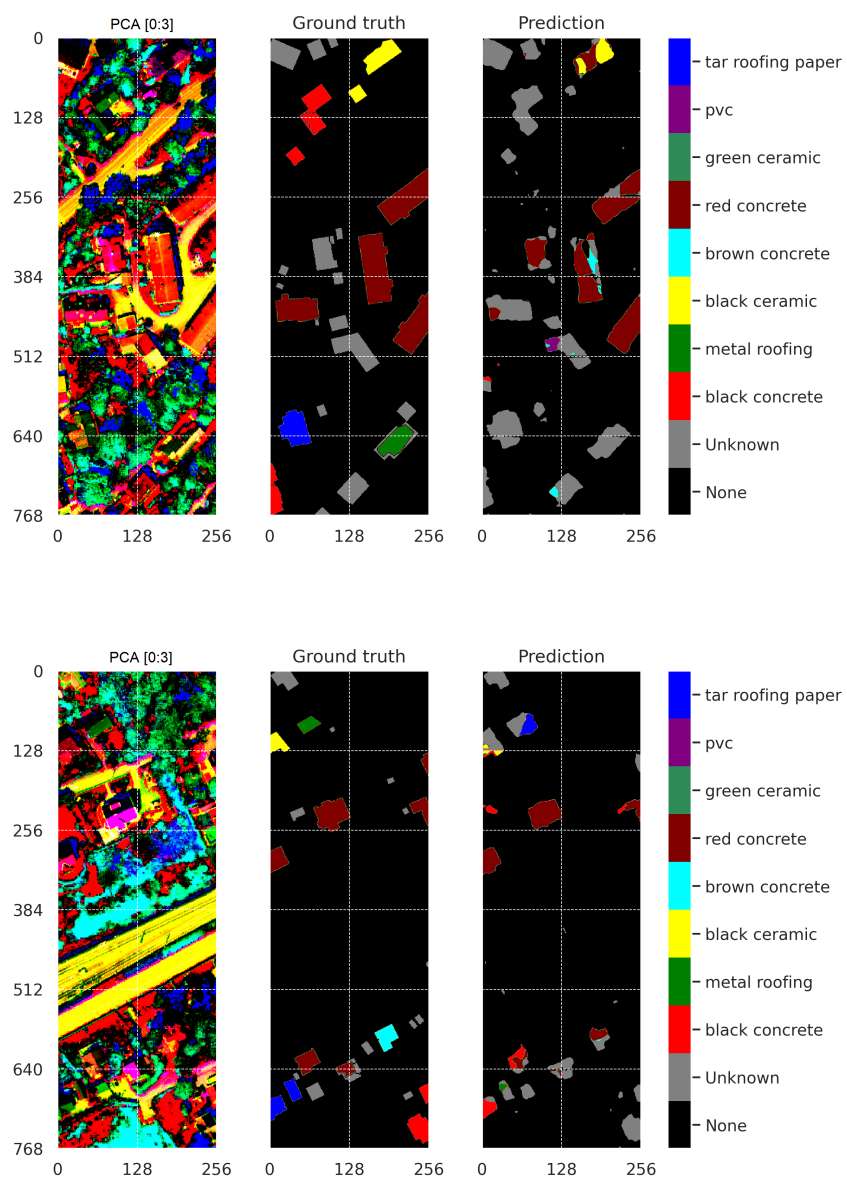 PCA [0:3] Ground truth Prediction
0
128
256
384
512
640
768
0 128 256 0 128 256 0 128 256
tar roofing paper
pvc
green ceramic
red concrete
brown concrete
black ceramic
metal roofing
black concrete
Unknown
None
PCA [0:3] Ground truth Prediction
0
128
256
384
512
640
768
0 128 256 0 128 256 0 128 256
tar roofing paper
pvc
green ceramic
red concrete
brown concrete
black ceramic
metal roofing
black concrete
Unknown
None